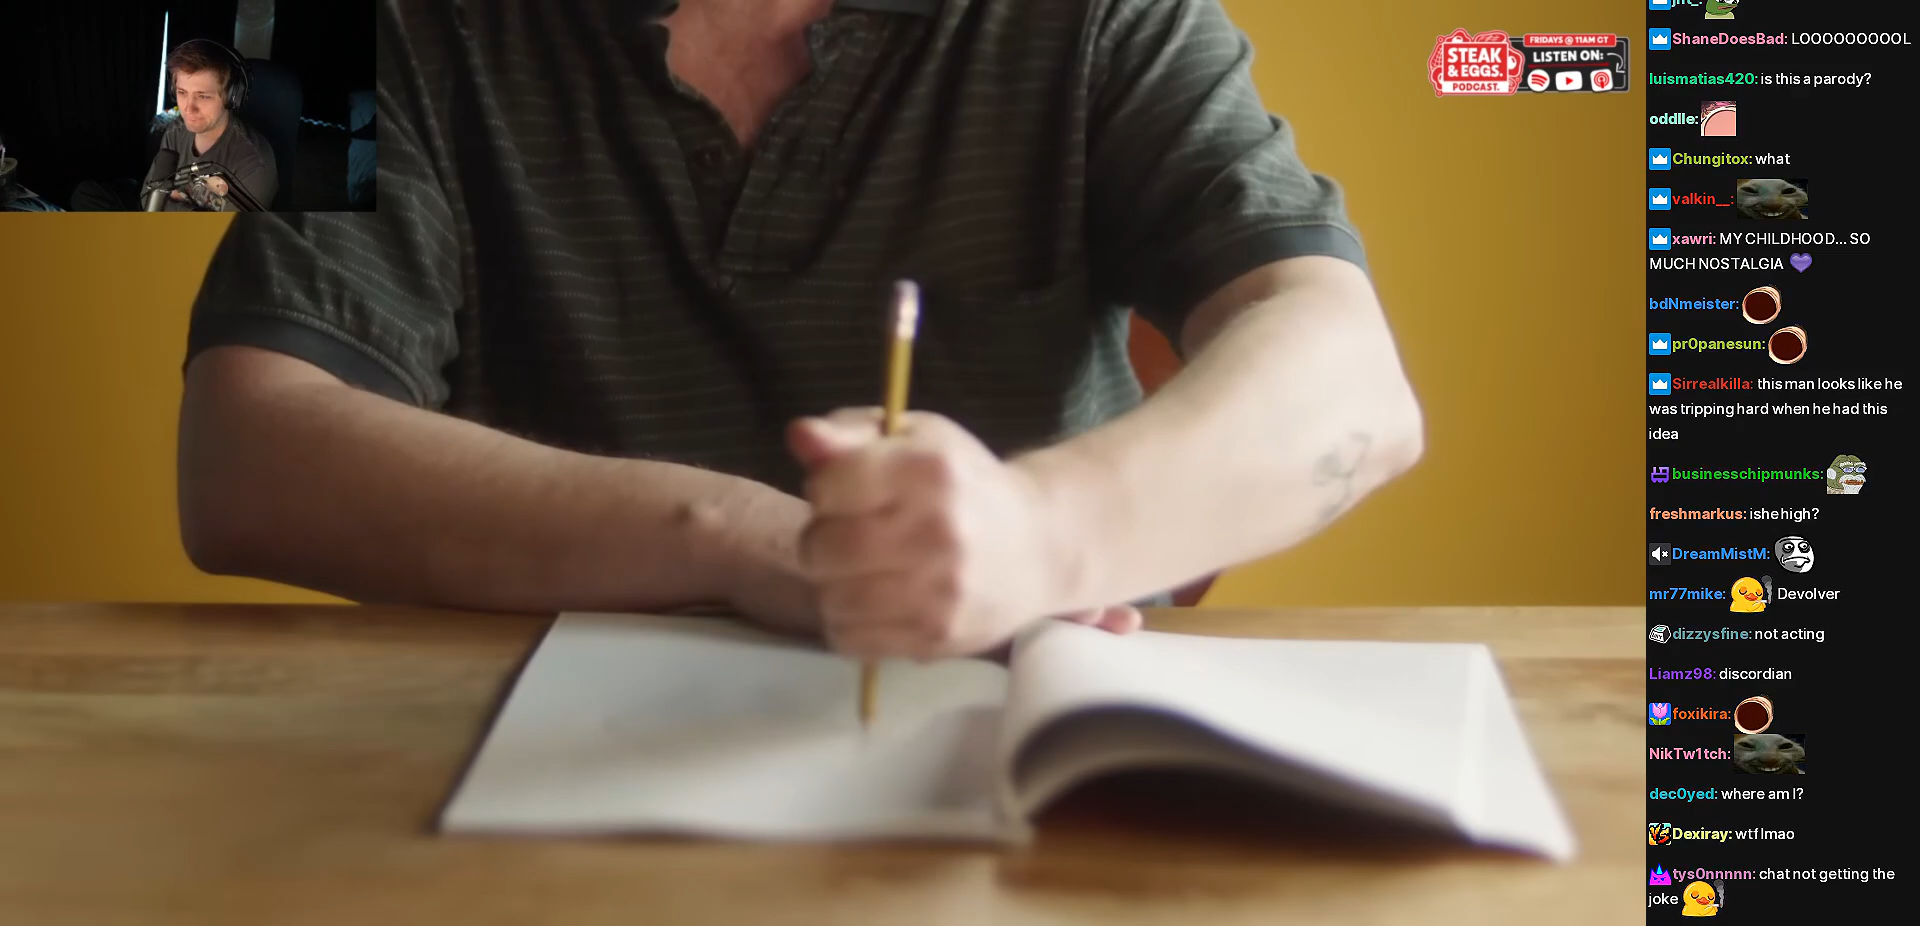 STEAK
& EGGS.
PODCAST.
FRIDAYS @ 11AM CT
LISTEN ON:
ShaneDoesBad: LOOOOOOOOOL
luismatias420: is this a parody?
oddlle:
Chungitox: what
valkin__:
xawri: MY CHILDHOOD... SO
MUCH NOSTALGIA
bdNmeister:
pr0panesun:
Sirrealkilla: this man looks like he
was tripping hard when he had this
idea
businesschipmunks:
freshmarkus: ishe high?
DreamMistM:
mr77mike: Devolver
dizzysfine: not acting
Liamz98: discordian
foxikira:
NikTw1tch:
dec0yed: where am I?
Dexiray: wtf lmao
tys0nnnnn: chat not getting the
joke